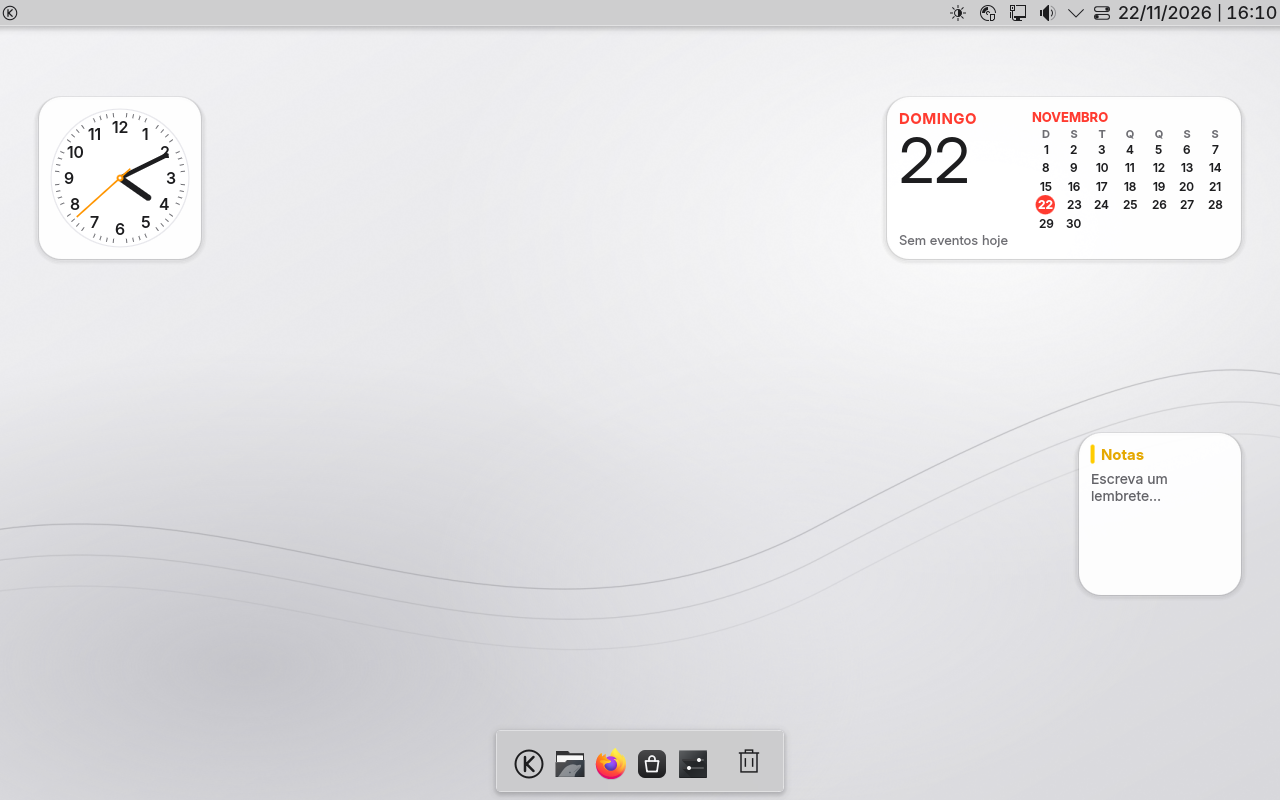 22/11/2026 | 16:10
12
1
2
3
4
5
6
7
8
9
10
11
DOMINGO
22
Sem eventos hoje
NOVEMBRO
D S T Q Q S S
1 2 3 4 5 6 7
8 9 10 11 12 13 14
15 16 17 18 19 20 21
22 23 24 25 26 27 28
29 30
Notas
Escreva um
lembrete...